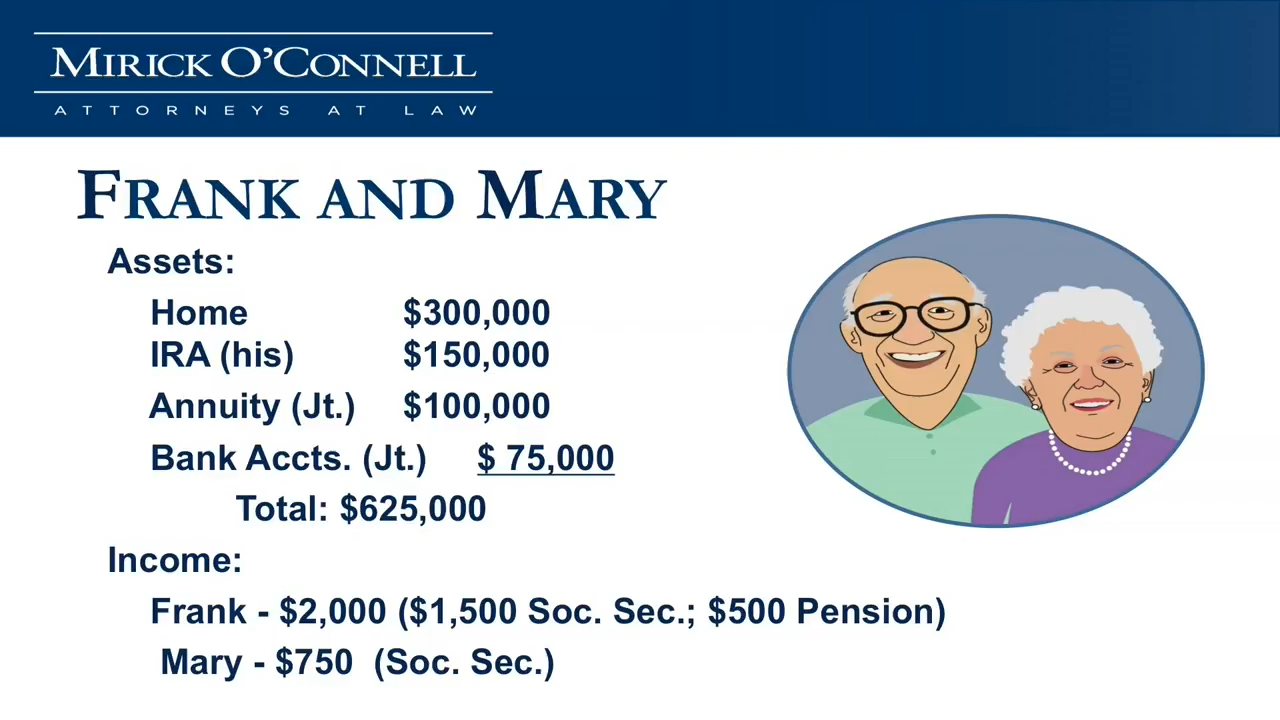 MIRICK O'CONNELL
ATTORNEYS AT LAW
FRANK AND MARY
Assets:
Home $300,000
IRA (his) $150,000
Annuity (Jt.) $100,000
Bank Accts. (Jt.) $ 75,000
Total: $625,000
Income:
Frank - $2,000 ($1,500 Soc. Sec.; $500 Pension)
Mary - $750 (Soc. Sec.)